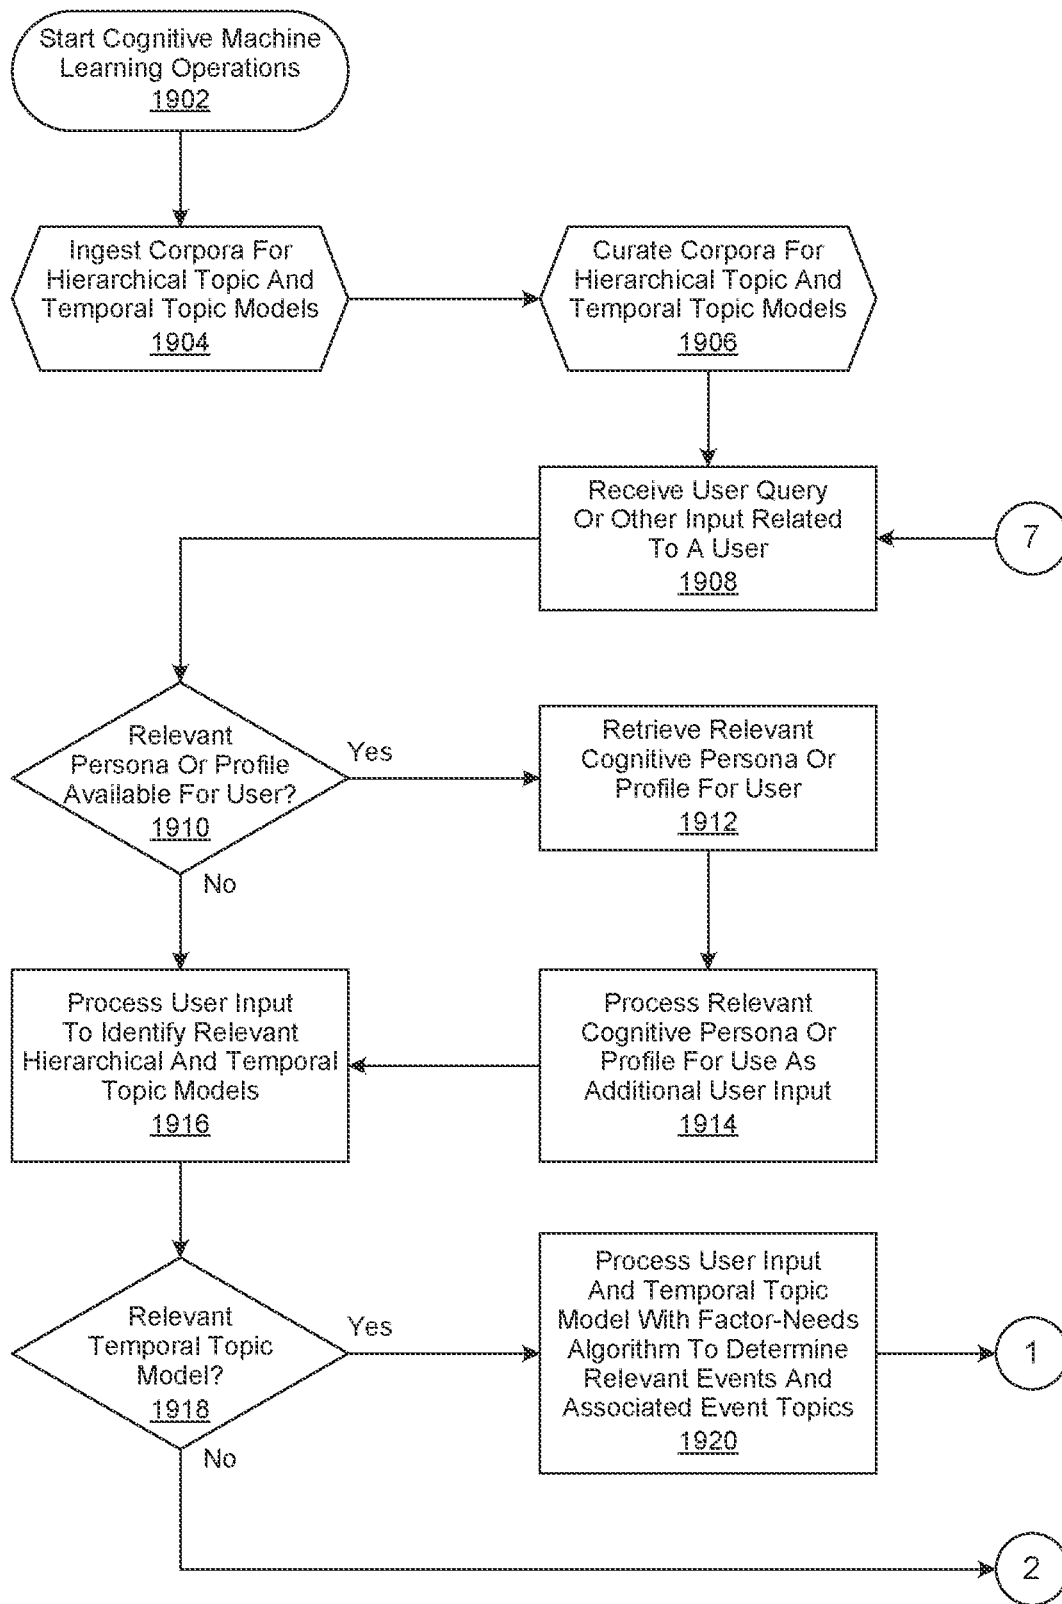 Start Cognitive Machine
Learning Operations
1902
Ingest Corpora For
Hierarchical Topic And
Temporal Topic Models
1904
Curate Corpora For
Hierarchical Topic And
Temporal Topic Models
1906
Receive User Query
Or Other Input Related
To A User
1908
7
Relevant
Persona Or Profile
Available For User?
1910
Yes
No
Retrieve Relevant
Cognitive Persona Or
Profile For User
1912
Process User Input
To Identify Relevant
Hierarchical And Temporal
Topic Models
1916
Process Relevant
Cognitive Persona Or
Profile For Use As
Additional User Input
1914
Relevant
Temporal Topic
Model?
1918
Yes
No
Process User Input
And Temporal Topic
Model With Factor-Needs
Algorithm To Determine
Relevant Events And
Associated Event Topics
1920
1
2